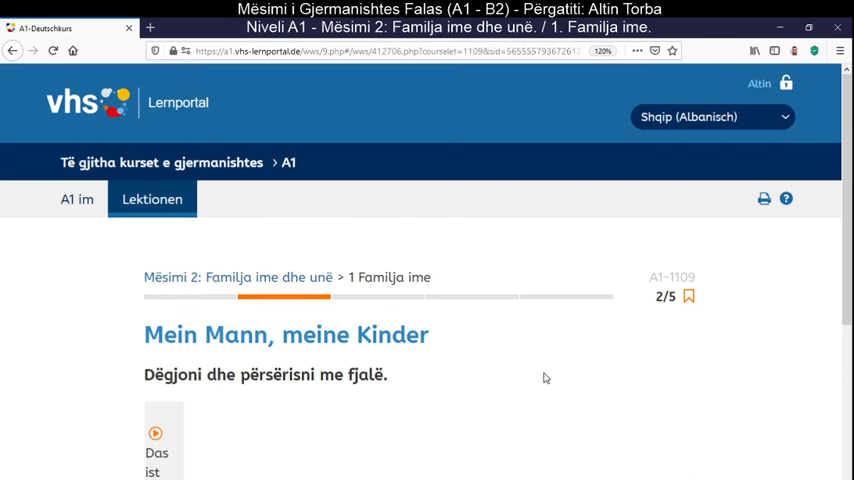 Mësimi i Gjermanishtes Falas (A1 - B2) - Përgatiti: Altin Torba
Niveli A1 - Mësimi 2: Familja ime dhe unë. / 1. Familja ime.
A1-Deutschkurs
https://a1.vhs-lernportal.de/wws/9.php#/wws/412706.php?courselet=1109&sid=565555793672613
120%
vhs Lernportal
Altin
Shqip (Albanisch)
Të gjitha kurset e gjermanishtes > A1
A1 im
Lektionen
Mësimi 2: Familja ime dhe unë > 1 Familja ime
A1-1109
2/5
Mein Mann, meine Kinder
Dëgjoni dhe përsërisni me fjalë.
Das
ist